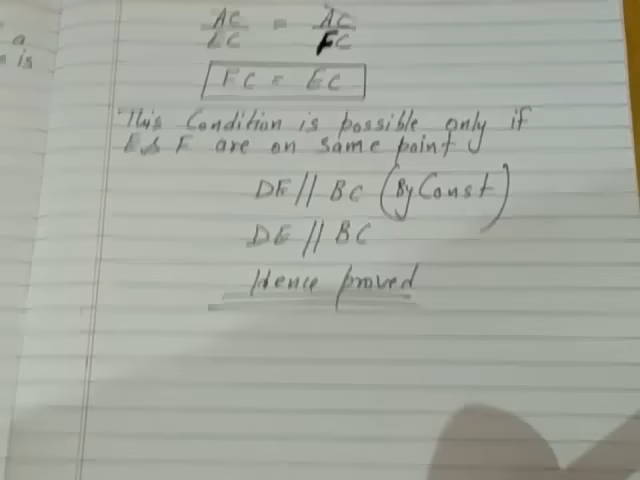 a
is
AC/EC = AC/FC
FC = EC
This Condition is possible only if
E & F are on same point
DF // BC (By Const)
DE // BC
Hence proved